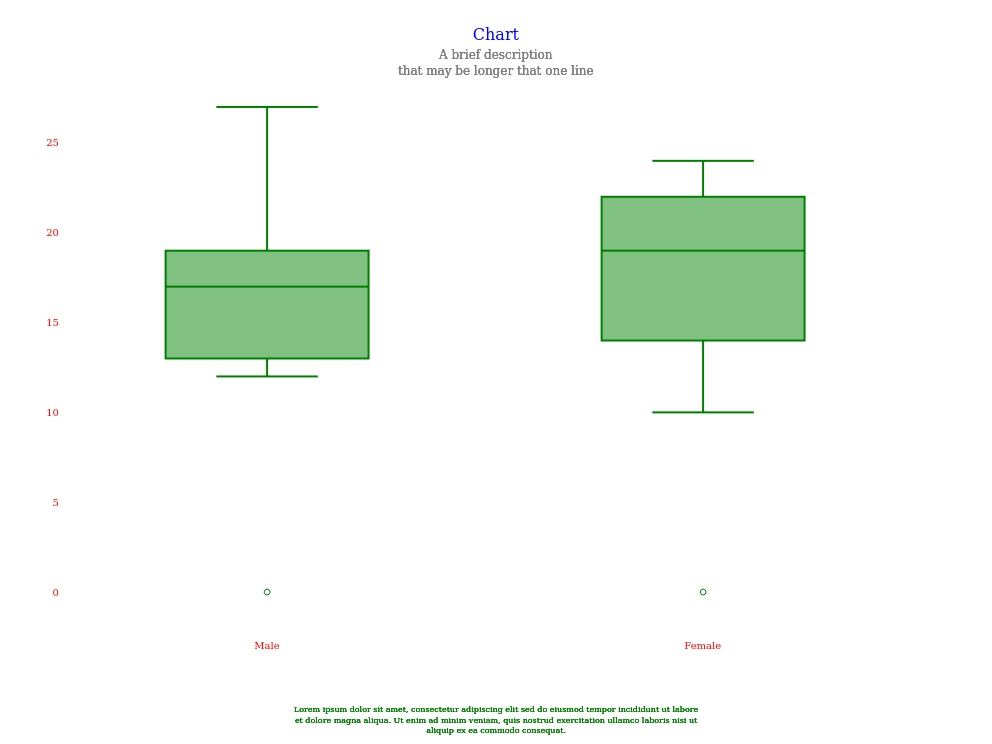 Chart
A brief description
that may be longer that one line
25
20
15
10
5
0
Male
Female
Lorem ipsum dolor sit amet, consectetur adipiscing elit sed do eiusmod tempor incididunt ut labore
et dolore magna aliqua. Ut enim ad minim veniam, quis nostrud exercitation ullamco laboris nisi ut
aliquip ex ea commodo consequat.